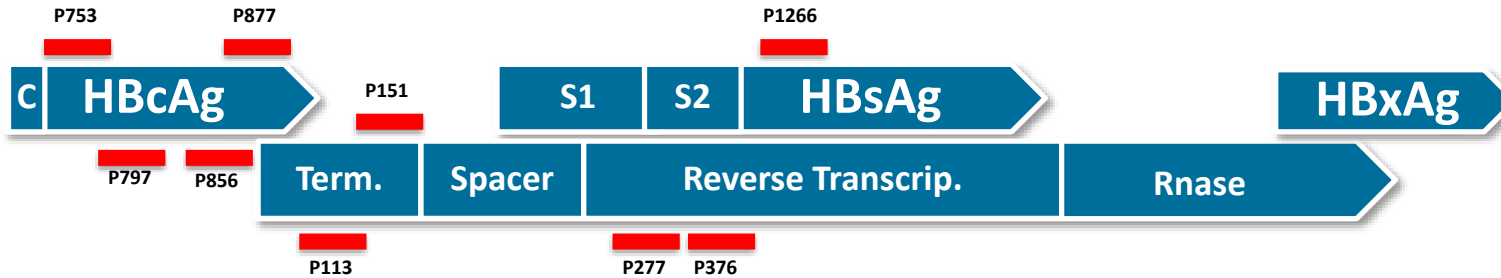 P753 P877 P1266
C HBcAg P151 S1 S2 HBsAg HBxAg
P797 P856 Term. Spacer Reverse Transcrip. Rnase
P113 P277 P376